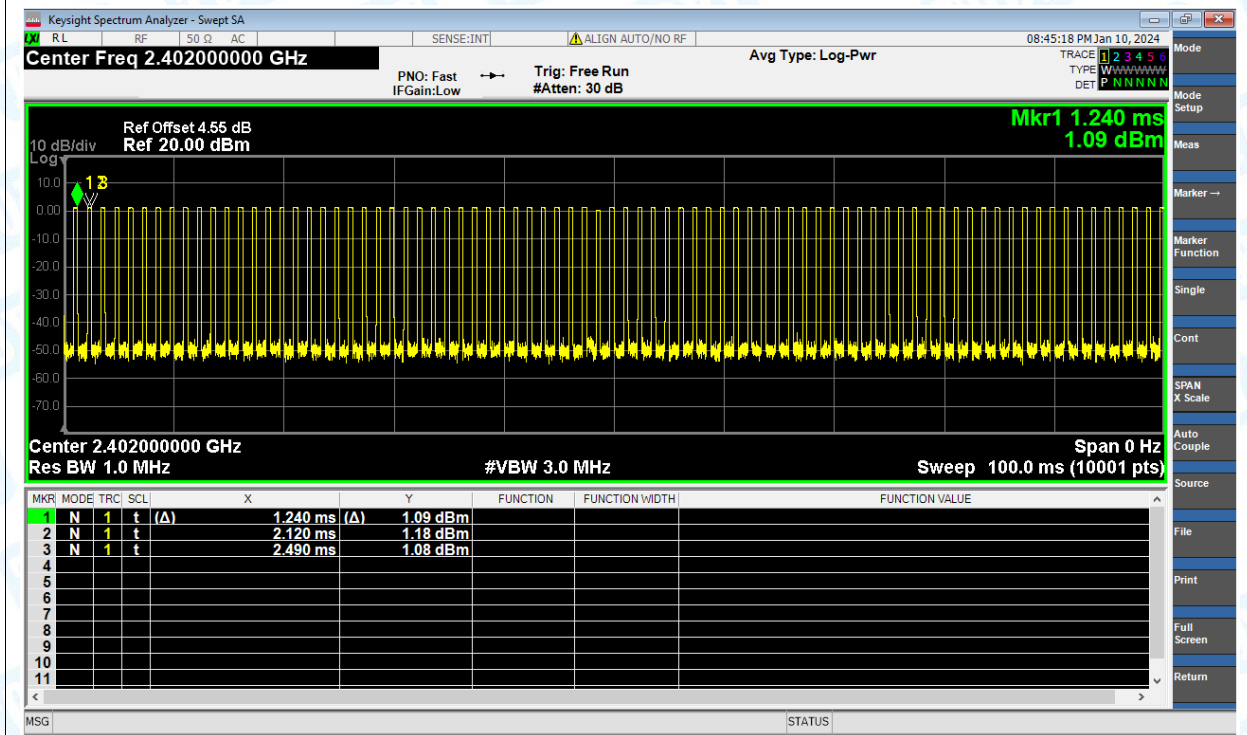 Keysight Spectrum Analyzer - Swept SA
LXI RL RF 50 Ω AC SENSE:INT ALIGN AUTO/NO RF 08:45:18 PM Jan 10, 2024
Center Freq 2.402000000 GHz
PNO: Fast
IFGain:Low
Trig: Free Run
#Atten: 30 dB
Avg Type: Log-Pwr
TRACE 1 2 3 4 5 6
TYPE WWWWWW
DET P N N N N N
Ref Offset 4.55 dB
Ref 20.00 dBm
10 dB/div
Log
Mkr1 1.240 ms
1.09 dBm
1 2 3
10.0
0.00
-10.0
-20.0
-30.0
-40.0
-50.0
-60.0
-70.0
Center 2.402000000 GHz Span 0 Hz
Res BW 1.0 MHz #VBW 3.0 MHz Sweep 100.0 ms (10001 pts)
MKR MODE TRC SCL X Y FUNCTION FUNCTION WIDTH FUNCTION VALUE
1 N 1 t (Δ) 1.240 ms (Δ) 1.09 dBm
2 N 1 t 2.120 ms 1.18 dBm
3 N 1 t 2.490 ms 1.08 dBm
4
5
6
7
8
9
10
11
MSG STATUS
Mode
Mode
Setup
Meas
Marker →
Marker
Function
Single
Cont
SPAN
X Scale
Auto
Couple
Source
File
Print
Full
Screen
Return